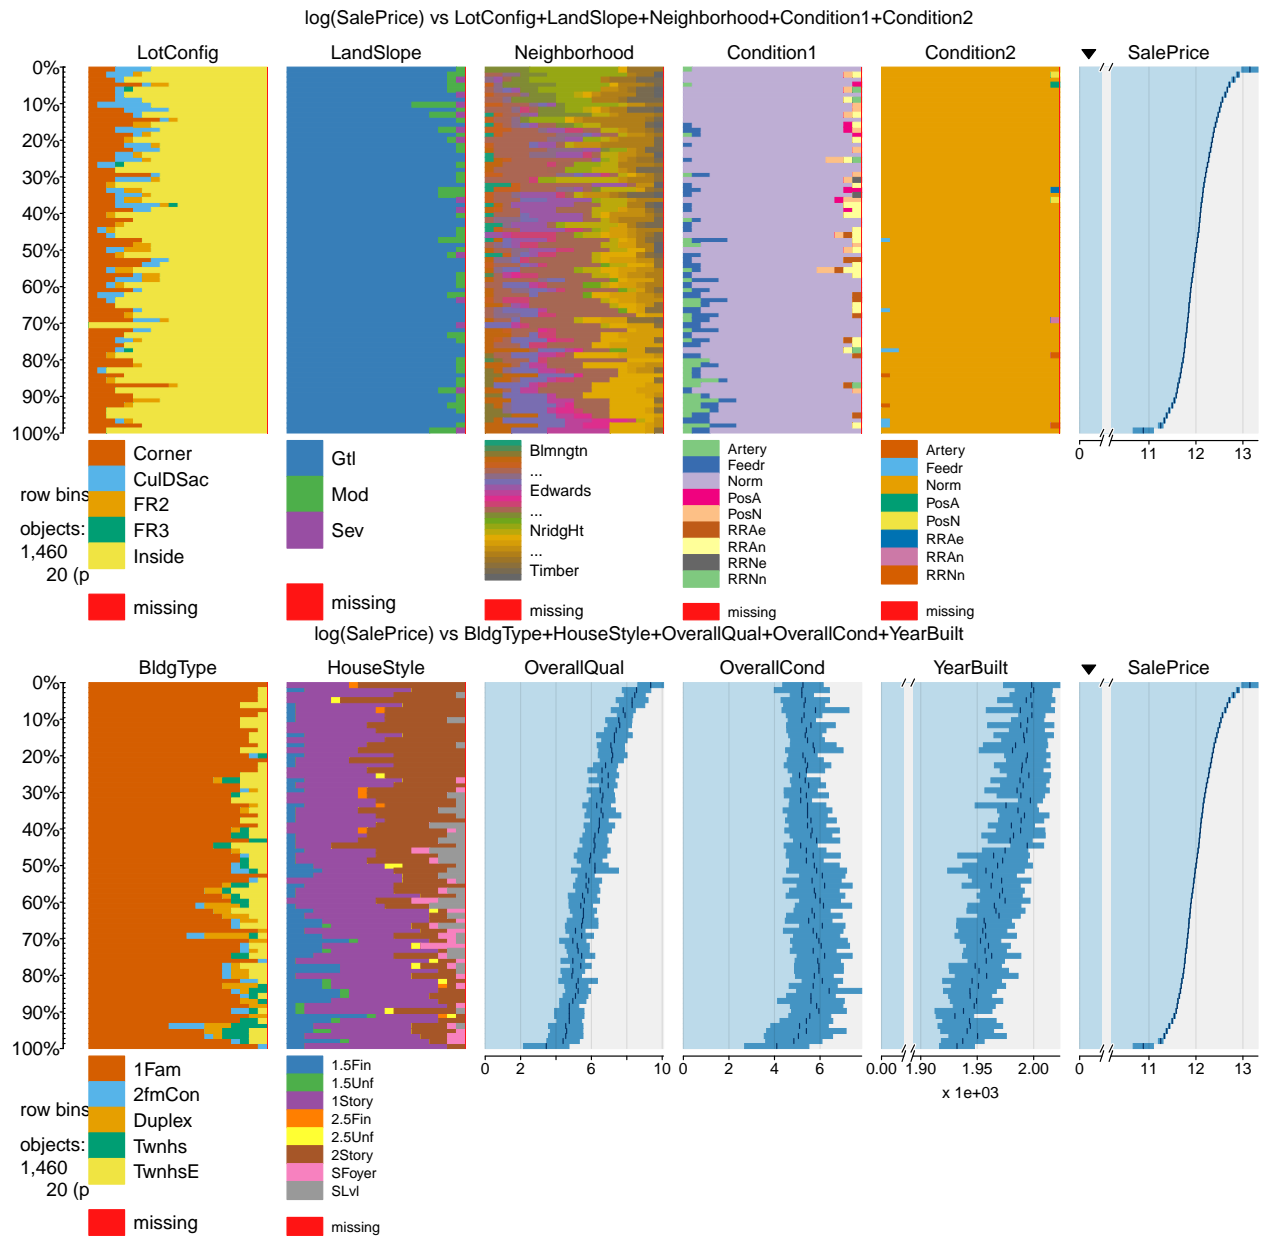 log(SalePrice) vs LotConfig+LandSlope+Neighborhood+Condition1+Condition2
LotConfig LandSlope Neighborhood Condition1 Condition2 SalePrice
0%
10%
20%
30%
40%
50%
60%
70%
80%
90%
100%
0 11 12 13
row bins
objects:
1,460
20 (p
Corner
CulDSac
FR2
FR3
Inside
missing
Gtl
Mod
Sev
missing
Blmngtn
...
Edwards
...
NridgHt
...
Timber
missing
Artery
Feedr
Norm
PosA
PosN
RRAe
RRAn
RRNe
RRNn
missing
Artery
Feedr
Norm
PosA
PosN
RRAe
RRAn
RRNn
missing
log(SalePrice) vs BldgType+HouseStyle+OverallQual+OverallCond+YearBuilt
BldgType HouseStyle OverallQual OverallCond YearBuilt SalePrice
0%
10%
20%
30%
40%
50%
60%
70%
80%
90%
100%
0 2 6 10
0 2 4 6
0.00 1.90 1.95 2.00
x 1e+03
0 11 12 13
row bins
objects:
1,460
20 (p
1Fam
2fmCon
Duplex
Twnhs
TwnhsE
missing
1.5Fin
1.5Unf
1Story
2.5Fin
2.5Unf
2Story
SFoyer
SLvl
missing